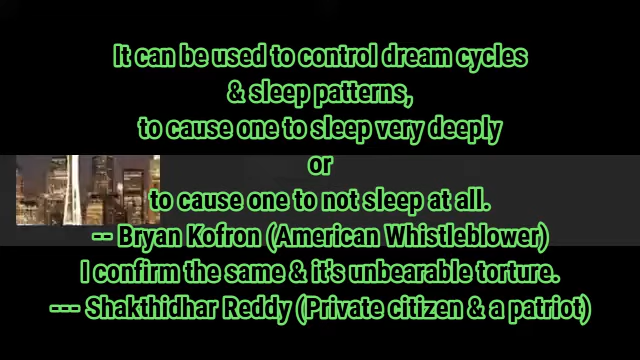 It can be used to control dream cycles
& sleep patterns,
to cause one to sleep very deeply
or
to cause one to not sleep at all.
-- Bryan Kofron (American Whistleblower)
I confirm the same & it's unbearable torture.
--- Shakthidhar Reddy (Private citizen & a patriot)